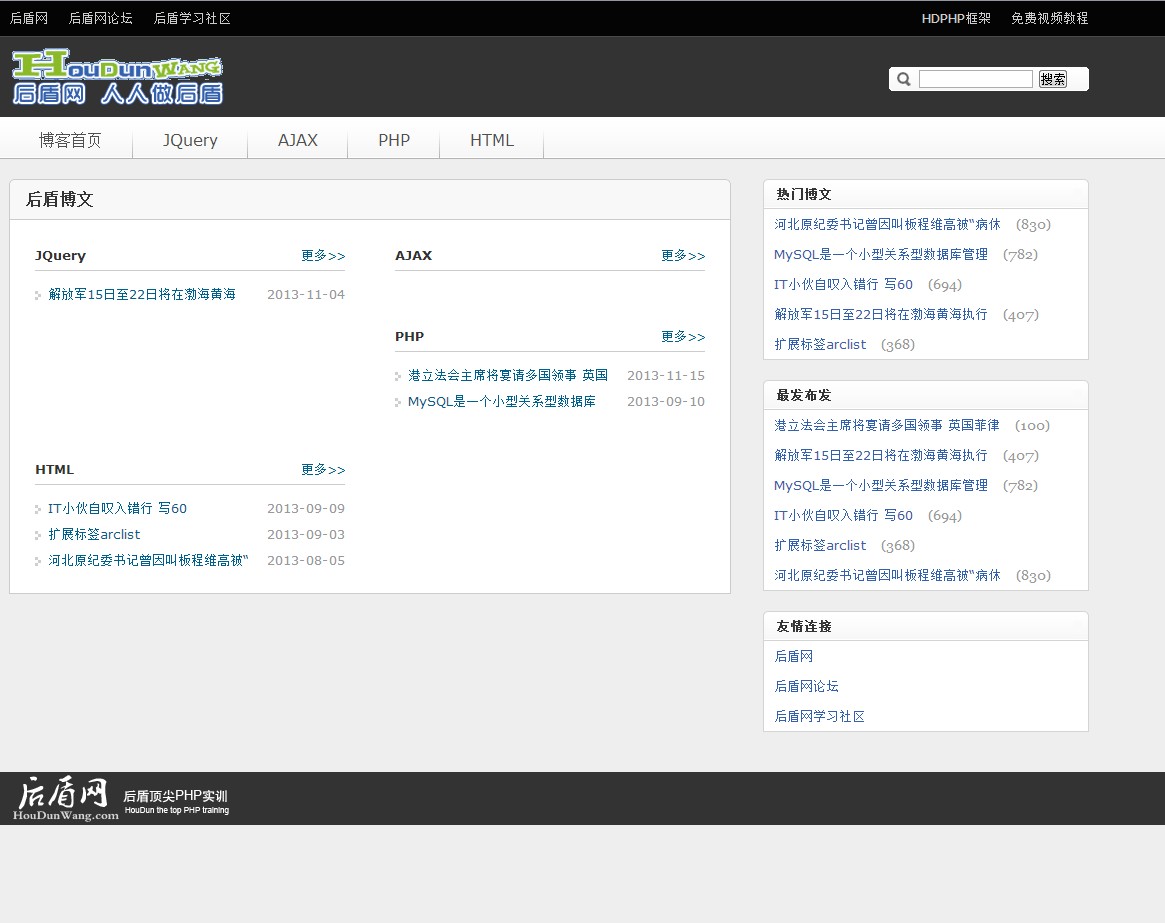 后盾网 后盾网论坛 后盾学习社区 HDPHP框架 免费视频教程
HouDunWang
后盾网 人人做后盾
搜索
博客首页 JQuery AJAX PHP HTML
后盾博文
JQuery 更多>>
解放军15日至22日将在渤海黄海 2013-11-04
AJAX 更多>>
PHP 更多>>
港立法会主席将宴请多国领事 英国 2013-11-15
MySQL是一个小型关系型数据库 2013-09-10
HTML 更多>>
IT小伙自叹入错行 写60 2013-09-09
扩展标签arclist 2013-09-03
河北原纪委书记曾因叫板程维高被“ 2013-08-05
热门博文
河北原纪委书记曾因叫板程维高被“病休 (830)
MySQL是一个小型关系型数据库管理 (782)
IT小伙自叹入错行 写60 (694)
解放军15日至22日将在渤海黄海执行 (407)
扩展标签arclist (368)
最发布发
港立法会主席将宴请多国领事 英国菲律 (100)
解放军15日至22日将在渤海黄海执行 (407)
MySQL是一个小型关系型数据库管理 (782)
IT小伙自叹入错行 写60 (694)
扩展标签arclist (368)
河北原纪委书记曾因叫板程维高被“病休 (830)
友情连接
后盾网
后盾网论坛
后盾网学习社区
后盾网 后盾顶尖PHP实训
HouDunWang.com HouDun the top PHP training